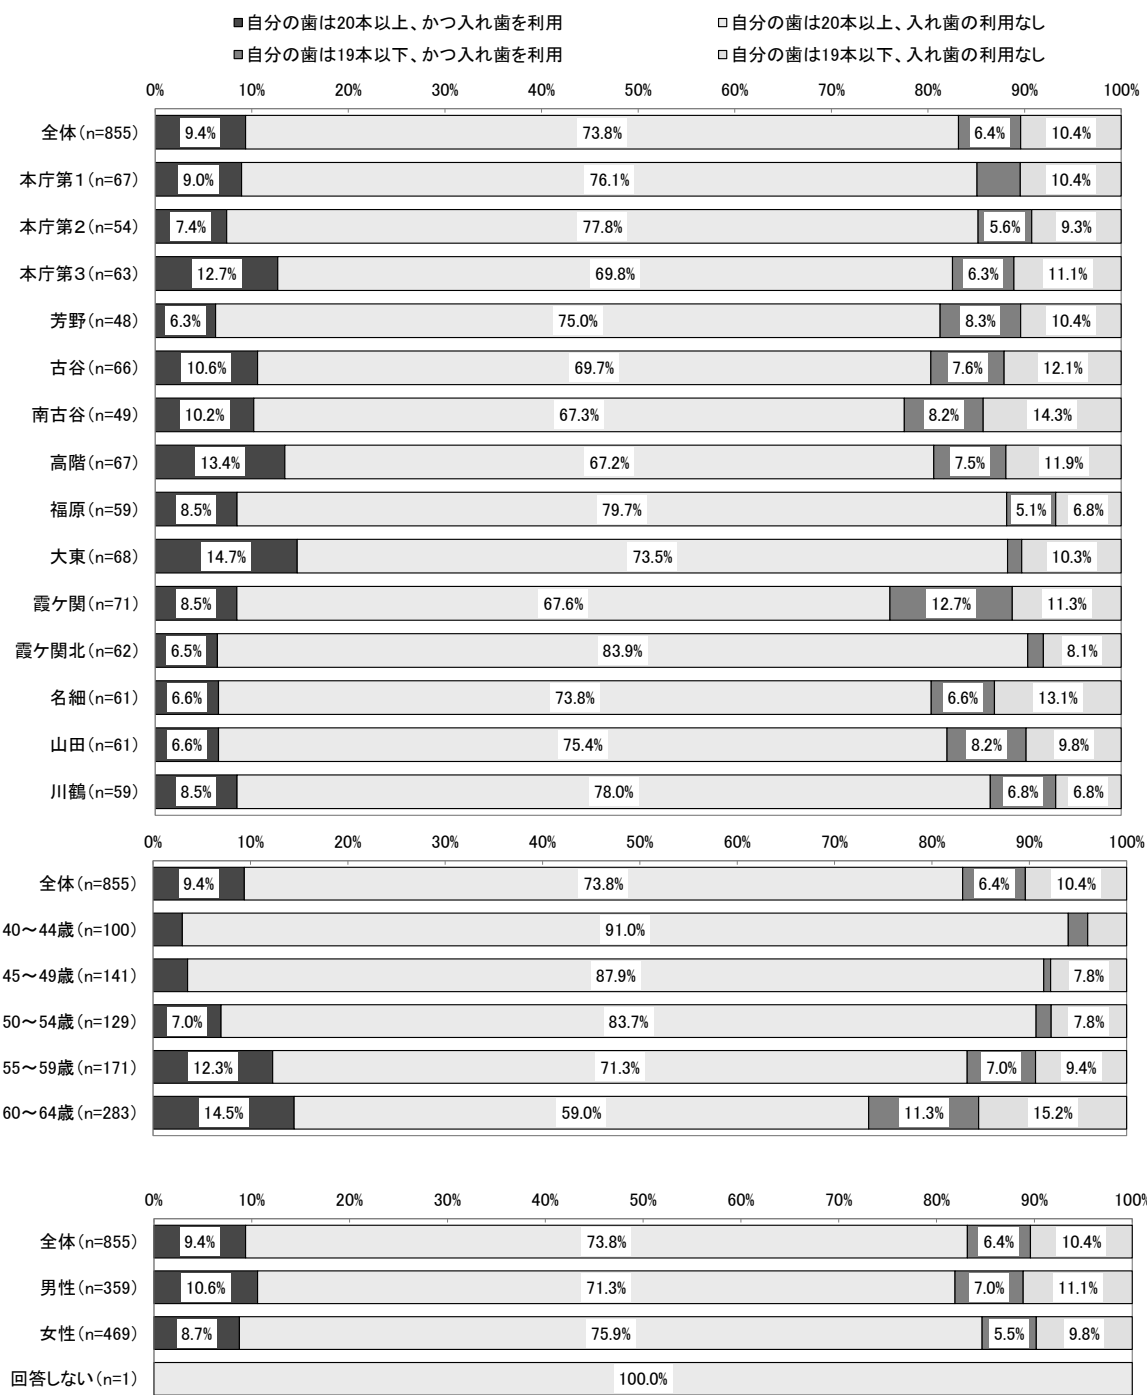 ■自分の歯は20本以上、かつ入れ歯を利用 □自分の歯は20本以上、入れ歯の利用なし
■自分の歯は19本以下、かつ入れ歯を利用 □自分の歯は19本以下、入れ歯の利用なし
0% 10% 20% 30% 40% 50% 60% 70% 80% 90% 100%
全体(n=855) 9.4% 73.8% 6.4% 10.4%
本庁第1(n=67) 9.0% 76.1% 10.4%
本庁第2(n=54) 7.4% 77.8% 5.6% 9.3%
本庁第3(n=63) 12.7% 69.8% 6.3% 11.1%
芳野(n=48) 6.3% 75.0% 8.3% 10.4%
古谷(n=66) 10.6% 69.7% 7.6% 12.1%
南古谷(n=49) 10.2% 67.3% 8.2% 14.3%
高階(n=67) 13.4% 67.2% 7.5% 11.9%
福原(n=59) 8.5% 79.7% 5.1% 6.8%
大東(n=68) 14.7% 73.5% 10.3%
霞ケ関(n=71) 8.5% 67.6% 12.7% 11.3%
霞ケ関北(n=62) 6.5% 83.9% 8.1%
名細(n=61) 6.6% 73.8% 6.6% 13.1%
山田(n=61) 6.6% 75.4% 8.2% 9.8%
川鶴(n=59) 8.5% 78.0% 6.8% 6.8%
0% 10% 20% 30% 40% 50% 60% 70% 80% 90% 100%
全体(n=855) 9.4% 73.8% 6.4% 10.4%
40～44歳(n=100) 91.0%
45～49歳(n=141) 87.9% 7.8%
50～54歳(n=129) 7.0% 83.7% 7.8%
55～59歳(n=171) 12.3% 71.3% 7.0% 9.4%
60～64歳(n=283) 14.5% 59.0% 11.3% 15.2%
0% 10% 20% 30% 40% 50% 60% 70% 80% 90% 100%
全体(n=855) 9.4% 73.8% 6.4% 10.4%
男性(n=359) 10.6% 71.3% 7.0% 11.1%
女性(n=469) 8.7% 75.9% 5.5% 9.8%
回答しない(n=1) 100.0%